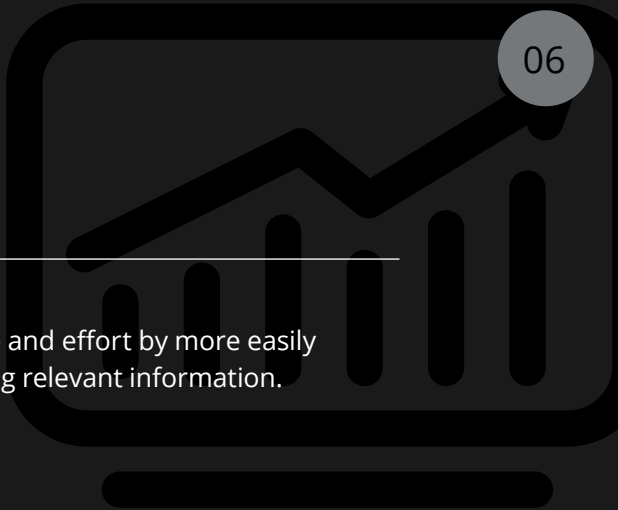 06
and effort by more easily
g relevant information.